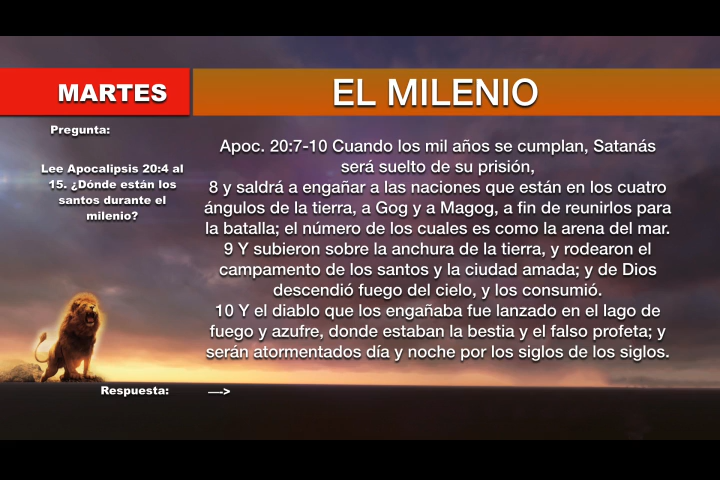 MARTES
EL MILENIO
Pregunta:
Lee Apocalipsis 20:4 al
15. ¿Dónde están los
santos durante el
milenio?
Apoc. 20:7-10 Cuando los mil años se cumplan, Satanás
será suelto de su prisión,
8 y saldrá a engañar a las naciones que están en los cuatro
ángulos de la tierra, a Gog y a Magog, a fin de reunirlos para
la batalla; el número de los cuales es como la arena del mar.
9 Y subieron sobre la anchura de la tierra, y rodearon el
campamento de los santos y la ciudad amada; y de Dios
descendió fuego del cielo, y los consumió.
10 Y el diablo que los engañaba fue lanzado en el lago de
fuego y azufre, donde estaban la bestia y el falso profeta; y
serán atormentados día y noche por los siglos de los siglos.
Respuesta: —->